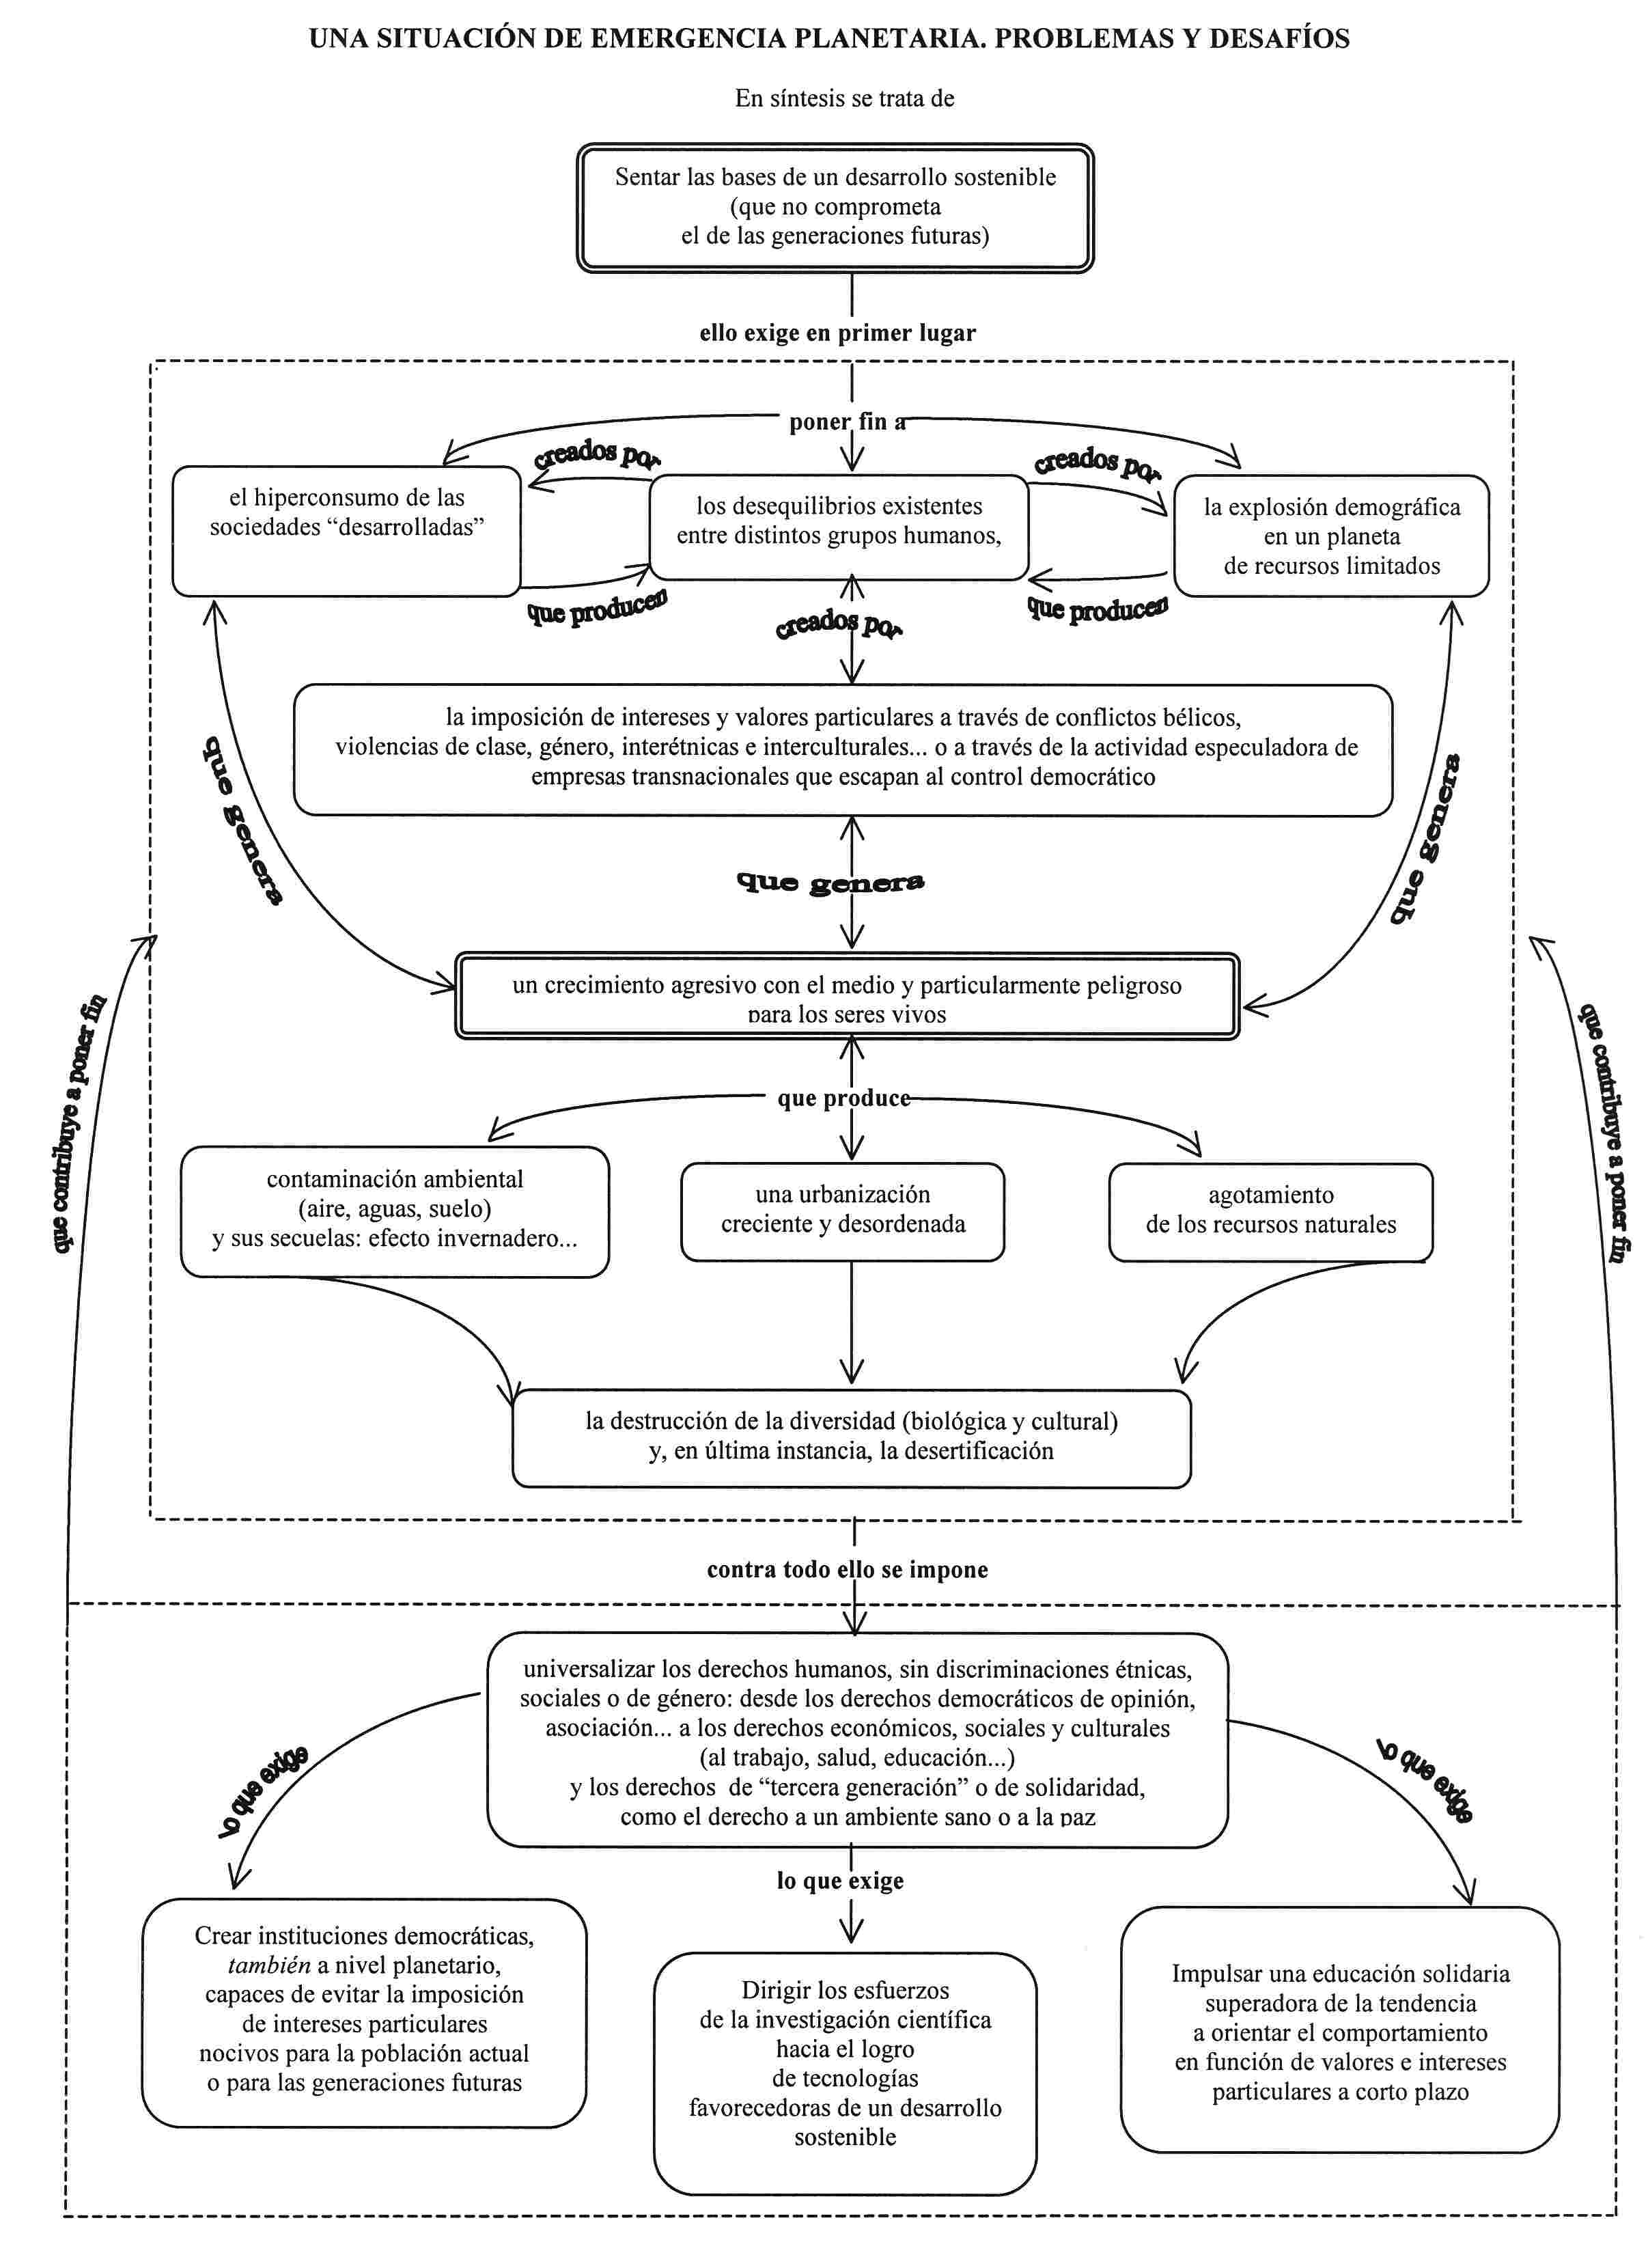 UNA SITUACIÓN DE EMERGENCIA PLANETARIA. PROBLEMAS Y DESAFÍOS
En síntesis se trata de
Sentar las bases de un desarrollo sostenible
(que no comprometa
el de las generaciones futuras)
ello exige en primer lugar
poner fin a
creados por
creados por
el hiperconsumo de las
sociedades “desarrolladas”
los desequilibrios existentes
entre distintos grupos humanos,
la explosión demográfica
en un planeta
de recursos limitados
que producen
creados por
que producen
la imposición de intereses y valores particulares a través de conflictos bélicos,
violencias de clase, género, interétnicas e interculturales... o a través de la actividad especuladora de
empresas transnacionales que escapan al control democrático
que genera
que genera
que genera
un crecimiento agresivo con el medio y particularmente peligroso
para los seres vivos
que contribuye a poner fin
que contribuye a poner fin
que produce
contaminación ambiental
(aire, aguas, suelo)
y sus secuelas: efecto invernadero...
una urbanización
creciente y desordenada
agotamiento
de los recursos naturales
la destrucción de la diversidad (biológica y cultural)
y, en última instancia, la desertificación
contra todo ello se impone
universalizar los derechos humanos, sin discriminaciones étnicas,
sociales o de género: desde los derechos democráticos de opinión,
asociación... a los derechos económicos, sociales y culturales
(al trabajo, salud, educación...)
y los derechos de “tercera generación” o de solidaridad,
como el derecho a un ambiente sano o a la paz
lo que exige
lo que exige
lo que exige
Crear instituciones democráticas,
también a nivel planetario,
capaces de evitar la imposición
de intereses particulares
nocivos para la población actual
o para las generaciones futuras
Dirigir los esfuerzos
de la investigación científica
hacia el logro
de tecnologías
favorecedoras de un desarrollo
sostenible
Impulsar una educación solidaria
superadora de la tendencia
a orientar el comportamiento
en función de valores e intereses
particulares a corto plazo